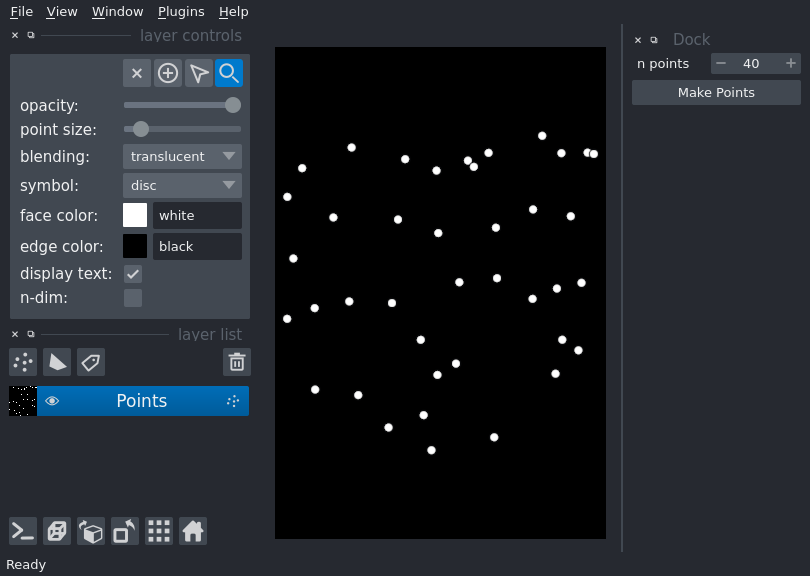 File View Window Plugins Help
layer controls
opacity:
point size:
blending: translucent
symbol: disc
face color: white
edge color: black
display text:
n-dim:
layer list
Points
Ready
Dock
n points 40
Make Points